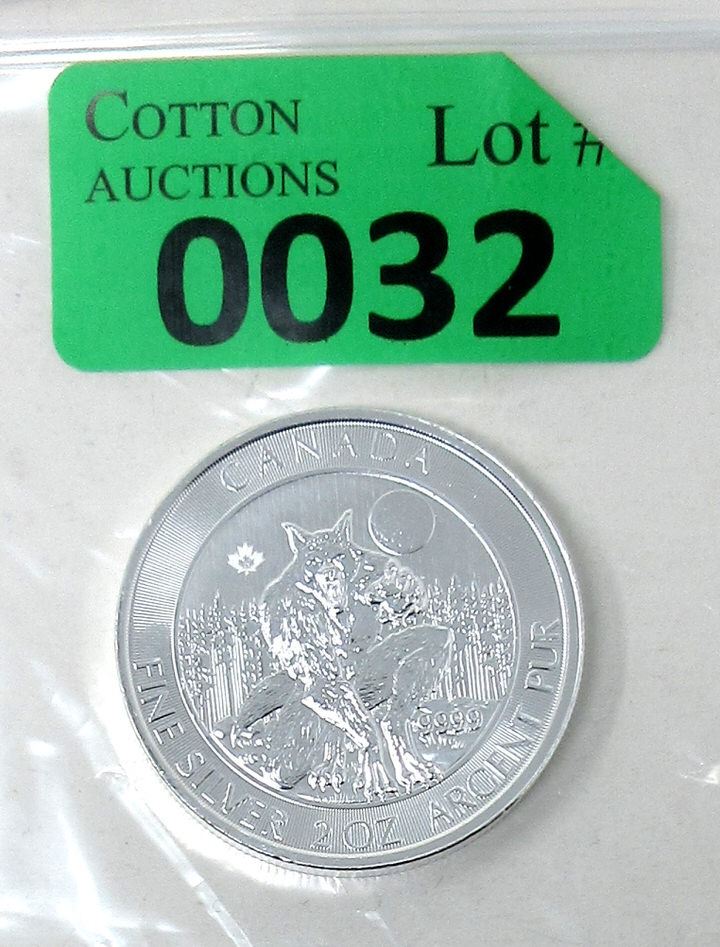 COTTON
AUCTIONS
Lot #
0032
CANADA
9999
FINE SILVER 2 OZ ARGENT PUR